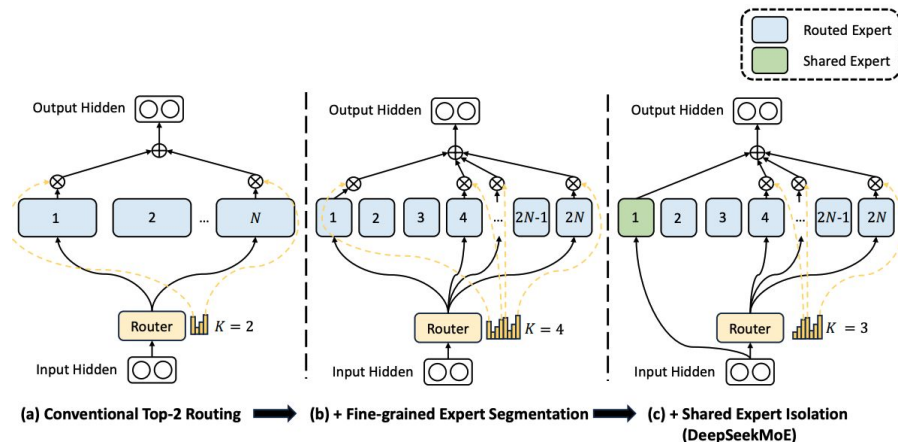 Routed Expert
Shared Expert
Output Hidden
1
2
...
N
Router
K = 2
Input Hidden
(a) Conventional Top-2 Routing
Output Hidden
1
2
3
4
...
2N-1
2N
Router
K = 4
Input Hidden
(b) + Fine-grained Expert Segmentation
Output Hidden
1
2
3
4
...
2N-1
2N
Router
K = 3
Input Hidden
(c) + Shared Expert Isolation
(DeepSeekMoE)